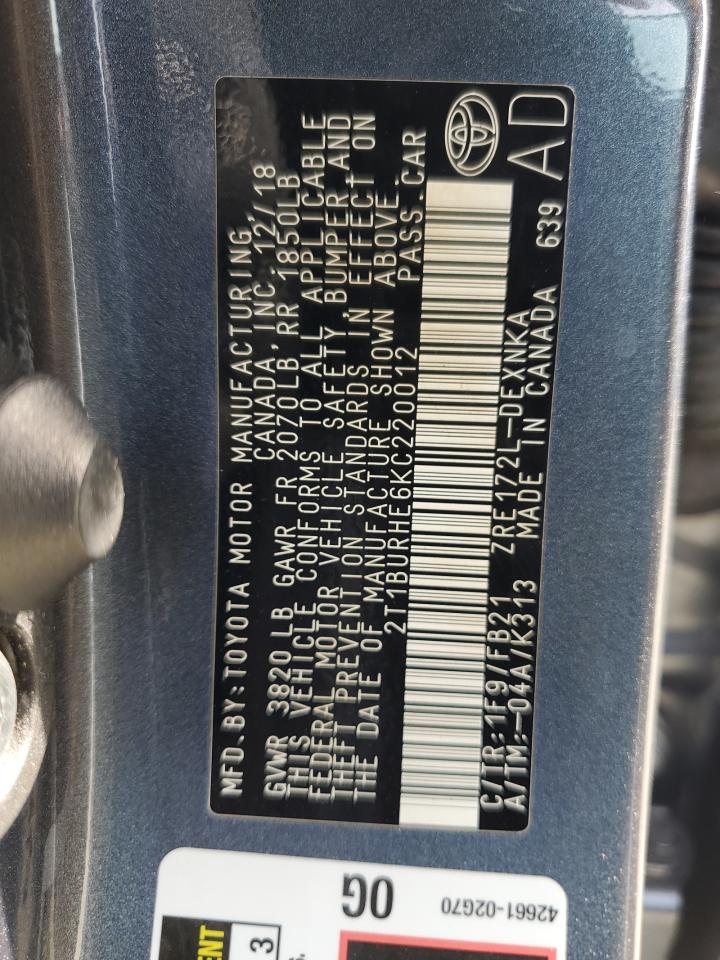 MFD. BY: TOYOTA MOTOR MANUFACTURING
CANADA, INC. 12/18
GVWR 3820 LB GAWR FR 2070LB, RR 1850LB
THIS VEHICLE CONFORMS TO ALL APPLICABLE
FEDERAL MOTOR VEHICLE SAFETY, BUMPER, AND
THEFT PREVENTION STANDARDS IN EFFECT ON
THE DATE OF MANUFACTURE SHOWN ABOVE.
2T1BURHE6KC220012 PASS. CAR
C/TR: 1F9/FB21 ZRE172L-DEXNKA
A/TM: -04A/K313 MADE IN CANADA 639
AD
0G
42661-02G70
ENT
3
s.